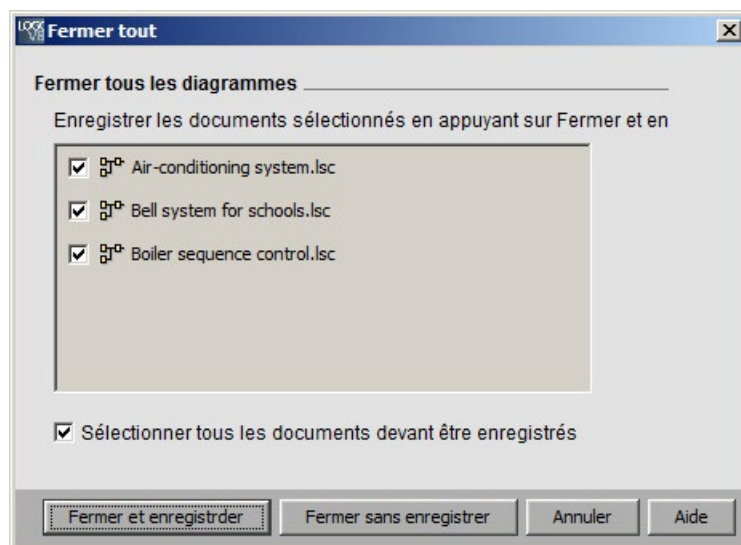 Fermer tout
Fermer tous les diagrammes
Enregistrer les documents sélectionnés en appuyant sur Fermer et en
Air-conditioning system.lsc
Bell system for schools.lsc
Boiler sequence control.lsc
Sélectionner tous les documents devant être enregistrés
Fermer et enregistrder Fermer sans enregistrer Annuler Aide